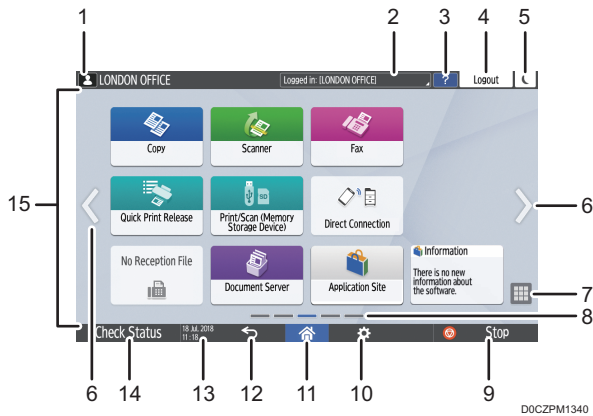 1
2
3
4
5
LONDON OFFICE
Logged in: [LONDON OFFICE]
?
Logout
Copy
Scanner
Fax
15
6
Quick Print Release
SD
Print/Scan (Memory
Storage Device)
Direct Connection
No Reception File
Document Server
Application Site
Information
There is no new
information about
the software.
7
8
Check Status
18 Jul. 2018
11:18
Stop
6
14
13
12
11
10
9
D0CZPM1340